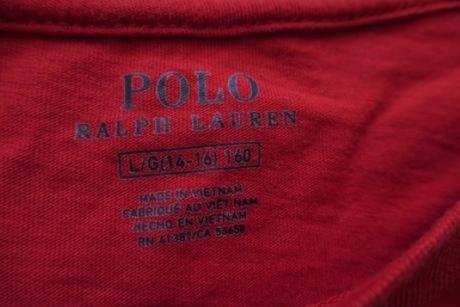 POLO
RALPH LAUREN
L/G(14-16) 160
MADE IN VIETNAM
FABRIQUE AU VIET NAM
HECHO EN VIETNAM
RN 41381/CA 56650